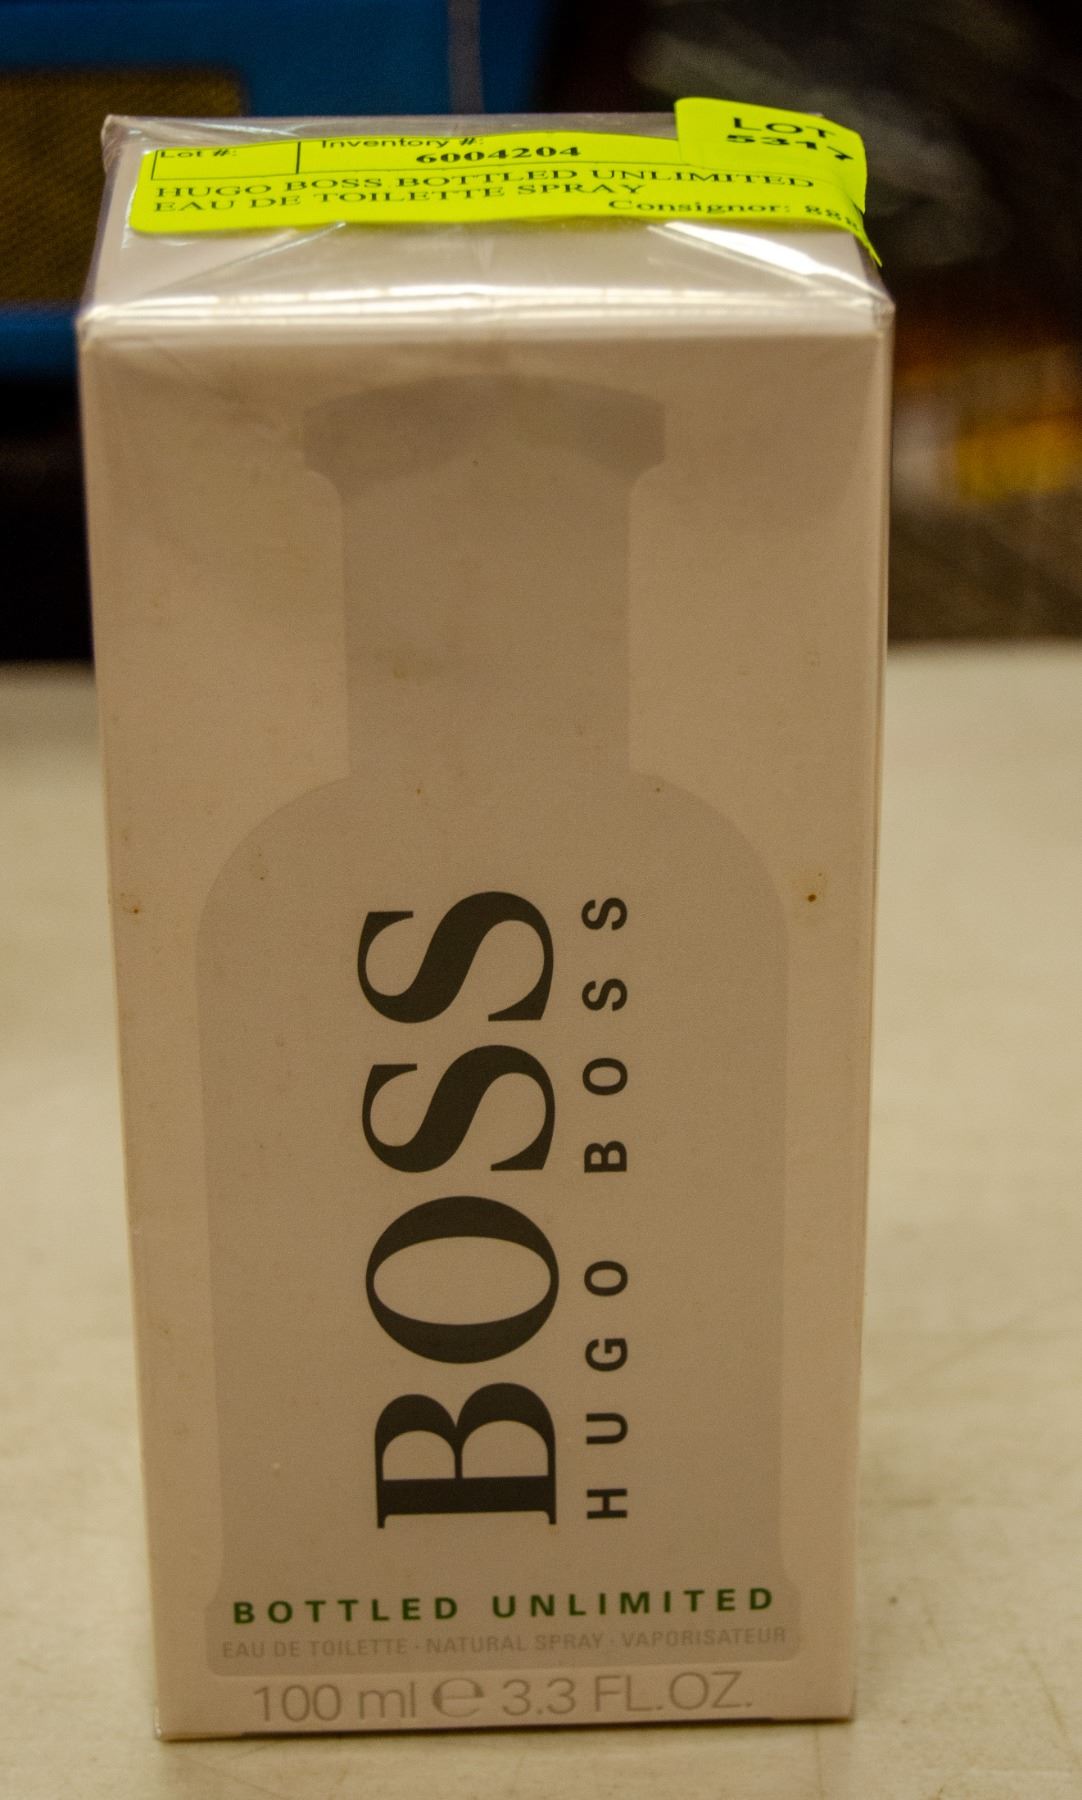 LOT
Lot #:
Inventory #:
6004204
HUGO BOSS BOTTLED UNLIMITED
EAU DE TOILETTE SPRAY
Consignor:
BOSS
HUGO BOSS
BOTTLED UNLIMITED
EAU DE TOILETTE · NATURAL SPRAY · VAPORISATEUR
100 ml ℮ 3.3 FL.OZ.